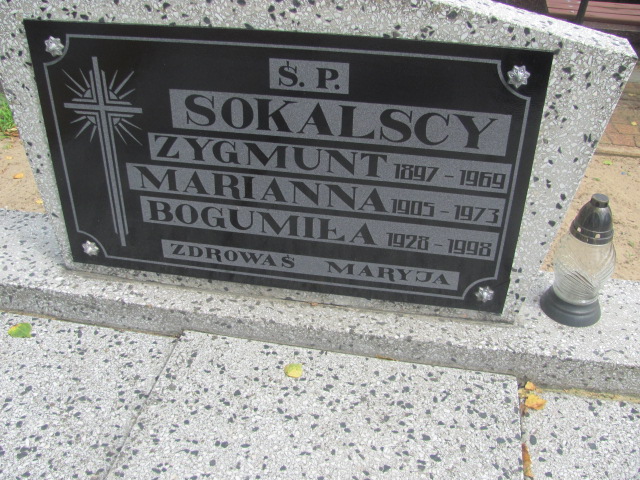 Ś. P.
SOKALSCY
ZYGMUNT 1897-1969
MARIANNA 1905-1973
BOGUMIŁA 1928-1998
ZDROWAŚ MARYJA